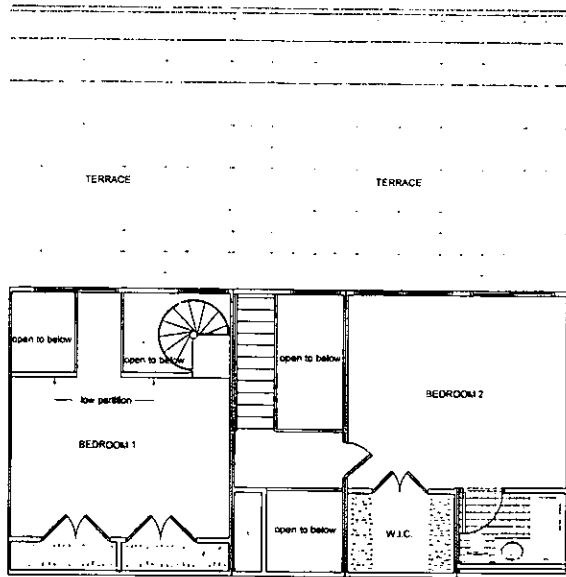 TERRACE
TERRACE
open to below
open to below
open to below
low partition
BEDROOM 2
BEDROOM 1
open to below
W.I.C.